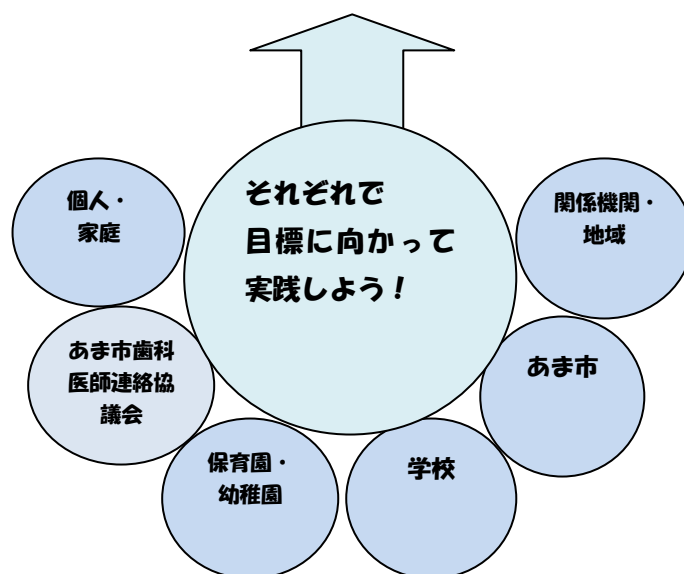 それぞれで
目標に向かって
実践しよう！
個人・
家庭
関係機関・
地域
あま市歯科
医師連絡協
議会
あま市
保育園・
幼稚園
学校